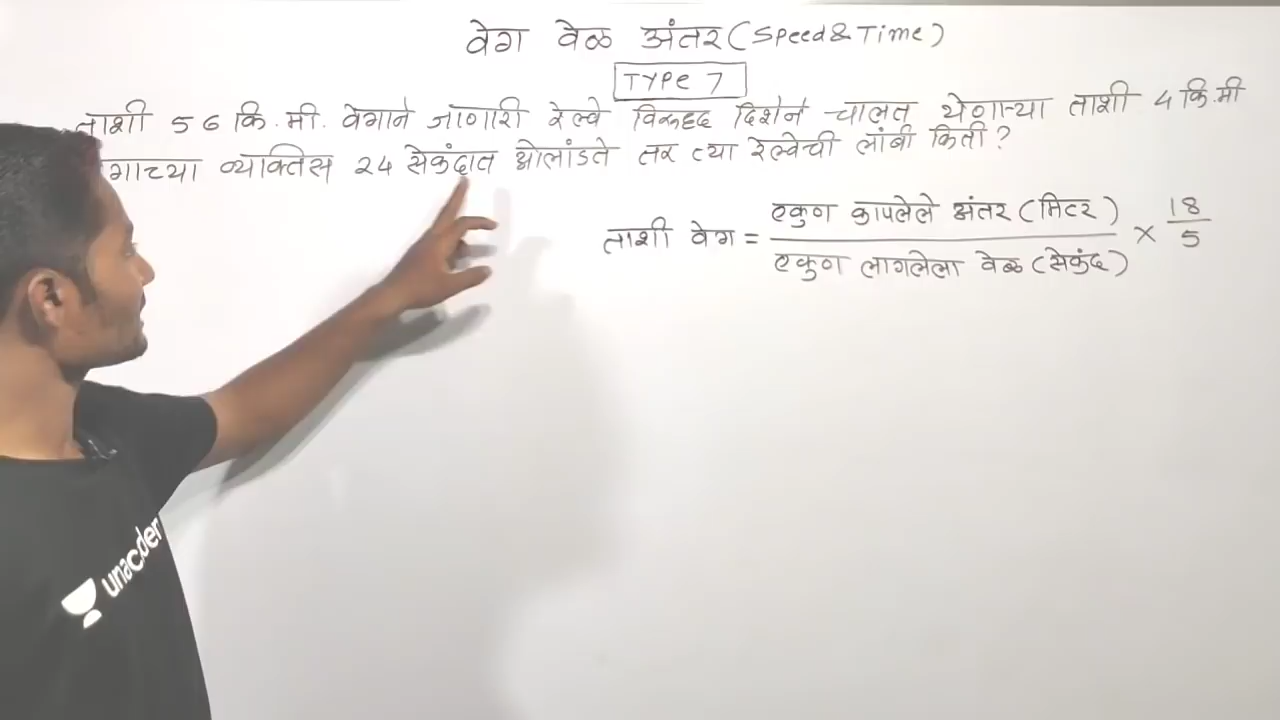 वेग वेळ अंतर (Speed & Time)
TYPE 7
ताशी 56 कि.मी. वेगाने जाणारी रेल्वे विरूद्ध दिशेने चालत येणाऱ्या ताशी 4 कि.मी
गाच्या व्यक्तिस 24 सेकंदात ओलांडते तर त्या रेल्वेची लांबी किती?
ताशी वेग = एकुण कापलेले अंतर (मिटर) / एकुण लागलेला वेळ (सेकुंद) × 18/5
unacder